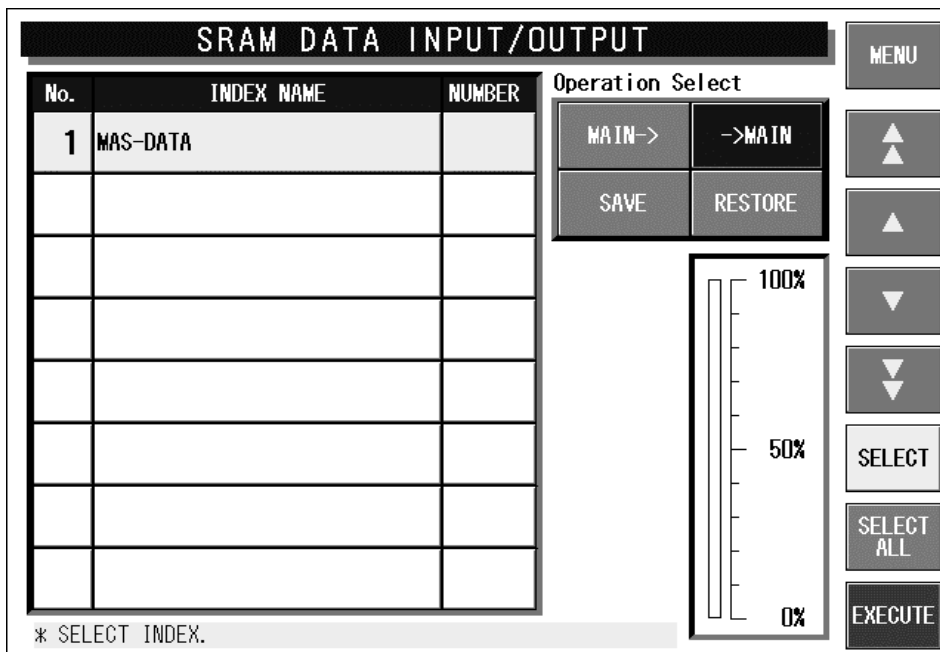 SRAM DATA INPUT/OUTPUT
No. INDEX NAME NUMBER
1 MAS-DATA
Operation Select
MAIN-> ->MAIN
SAVE RESTORE
100%
50%
0%
* SELECT INDEX.
MENU
SELECT
SELECT
ALL
EXECUTE